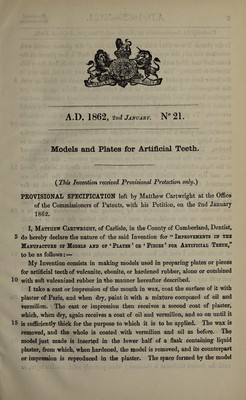 A.D. 1862, 2nd JANUARY. N° 21.
Models and Plates for Artificial Teeth.
(This Invention received Provisional Protection only.)
PROVISIONAL SPECIFICATION left by Matthew Cartwright at the Office
of the Commissioners of Patents, with his Petition, on the 2nd January
1862.
I, MATTHEW CARTWRIGHT, of Carlisle, in the County of Cumberland, Dentist,
5 do hereby declare the nature of the said Invention for " IMPROVEMENTS IN THE
MANUFACTURE OF MODELS AND OF 'PLATES' OR 'PIECES' FOR ARTIFICIAL TEETH,"
to be as follows:—
My Invention consists in making models used in preparing plates or pieces
for artificial teeth of vulcanite, ebonite, or hardened rubber, alone or combined
10 with soft vulcanized rubber in the manner hereafter described.
I take a cast or impression of the mouth in wax, coat the surface of it with
plaster of Paris, and when dry, paint it with a mixture composed of oil and
vermillion. The cast or impression then receives a second coat of plaster,
which, when dry, again receives a coat of oil and vermillion, and so on until it
15 is sufficiently thick for the purpose to which it is to be applied. The wax is
removed, and the whole is coated with vermillion and oil as before. The
model just made is inserted in the lower half of a flask containing liquid
plaster, from which, when hardened, the model is removed, and its counterpart
or impression is reproduced in the plaster. The space formed by the model